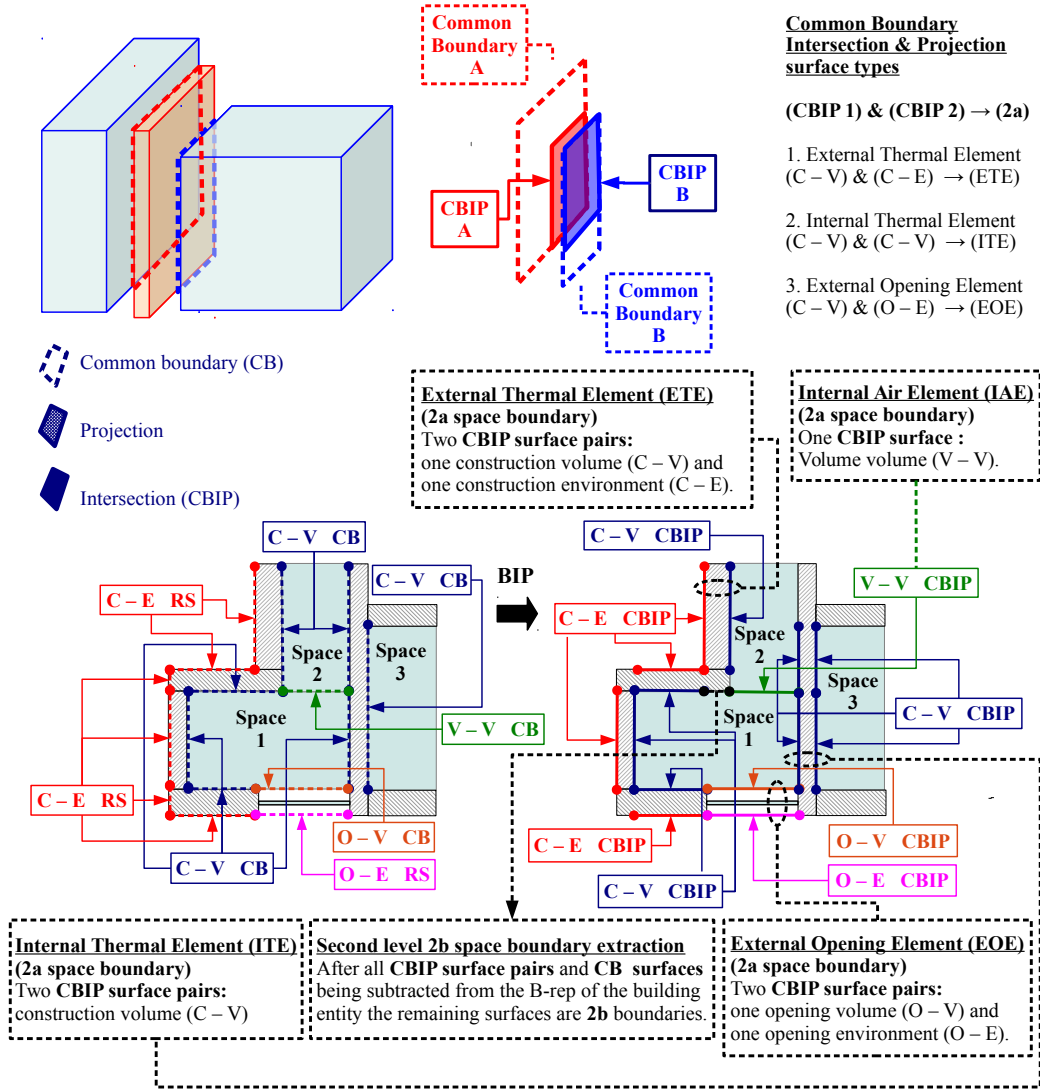 Common
Boundary
A
CBIP
A
CBIP
B
Common
Boundary
B
Common Boundary
Intersection & Projection
surface types
(CBIP 1) & (CBIP 2) → (2a)
1. External Thermal Element
(C – V) & (C – E) → (ETE)
2. Internal Thermal Element
(C – V) & (C – V) → (ITE)
3. External Opening Element
(C – V) & (O – E) → (EOE)
Common boundary (CB)
Projection
Intersection (CBIP)
External Thermal Element (ETE)
(2a space boundary)
Two CBIP surface pairs:
one construction volume (C – V) and
one construction environment (C – E).
Internal Air Element (IAE)
(2a space boundary)
One CBIP surface :
Volume volume (V – V).
C – V CB
C – V CB
C – E RS
Space
2
Space
3
Space
1
V – V CB
C – E RS
O – V CB
C – V CB
O – E RS
BIP
C – V CBIP
V – V CBIP
C – E CBIP
Space
2
Space
3
Space
1
C – V CBIP
C – E CBIP
O – V CBIP
C – V CBIP
O – E CBIP
Internal Thermal Element (ITE)
(2a space boundary)
Two CBIP surface pairs:
construction volume (C – V)
Second level 2b space boundary extraction
After all CBIP surface pairs and CB surfaces
being subtracted from the B-rep of the building
entity the remaining surfaces are 2b boundaries.
External Opening Element (EOE)
(2a space boundary)
Two CBIP surface pairs:
one opening volume (O – V) and
one opening environment (O – E).